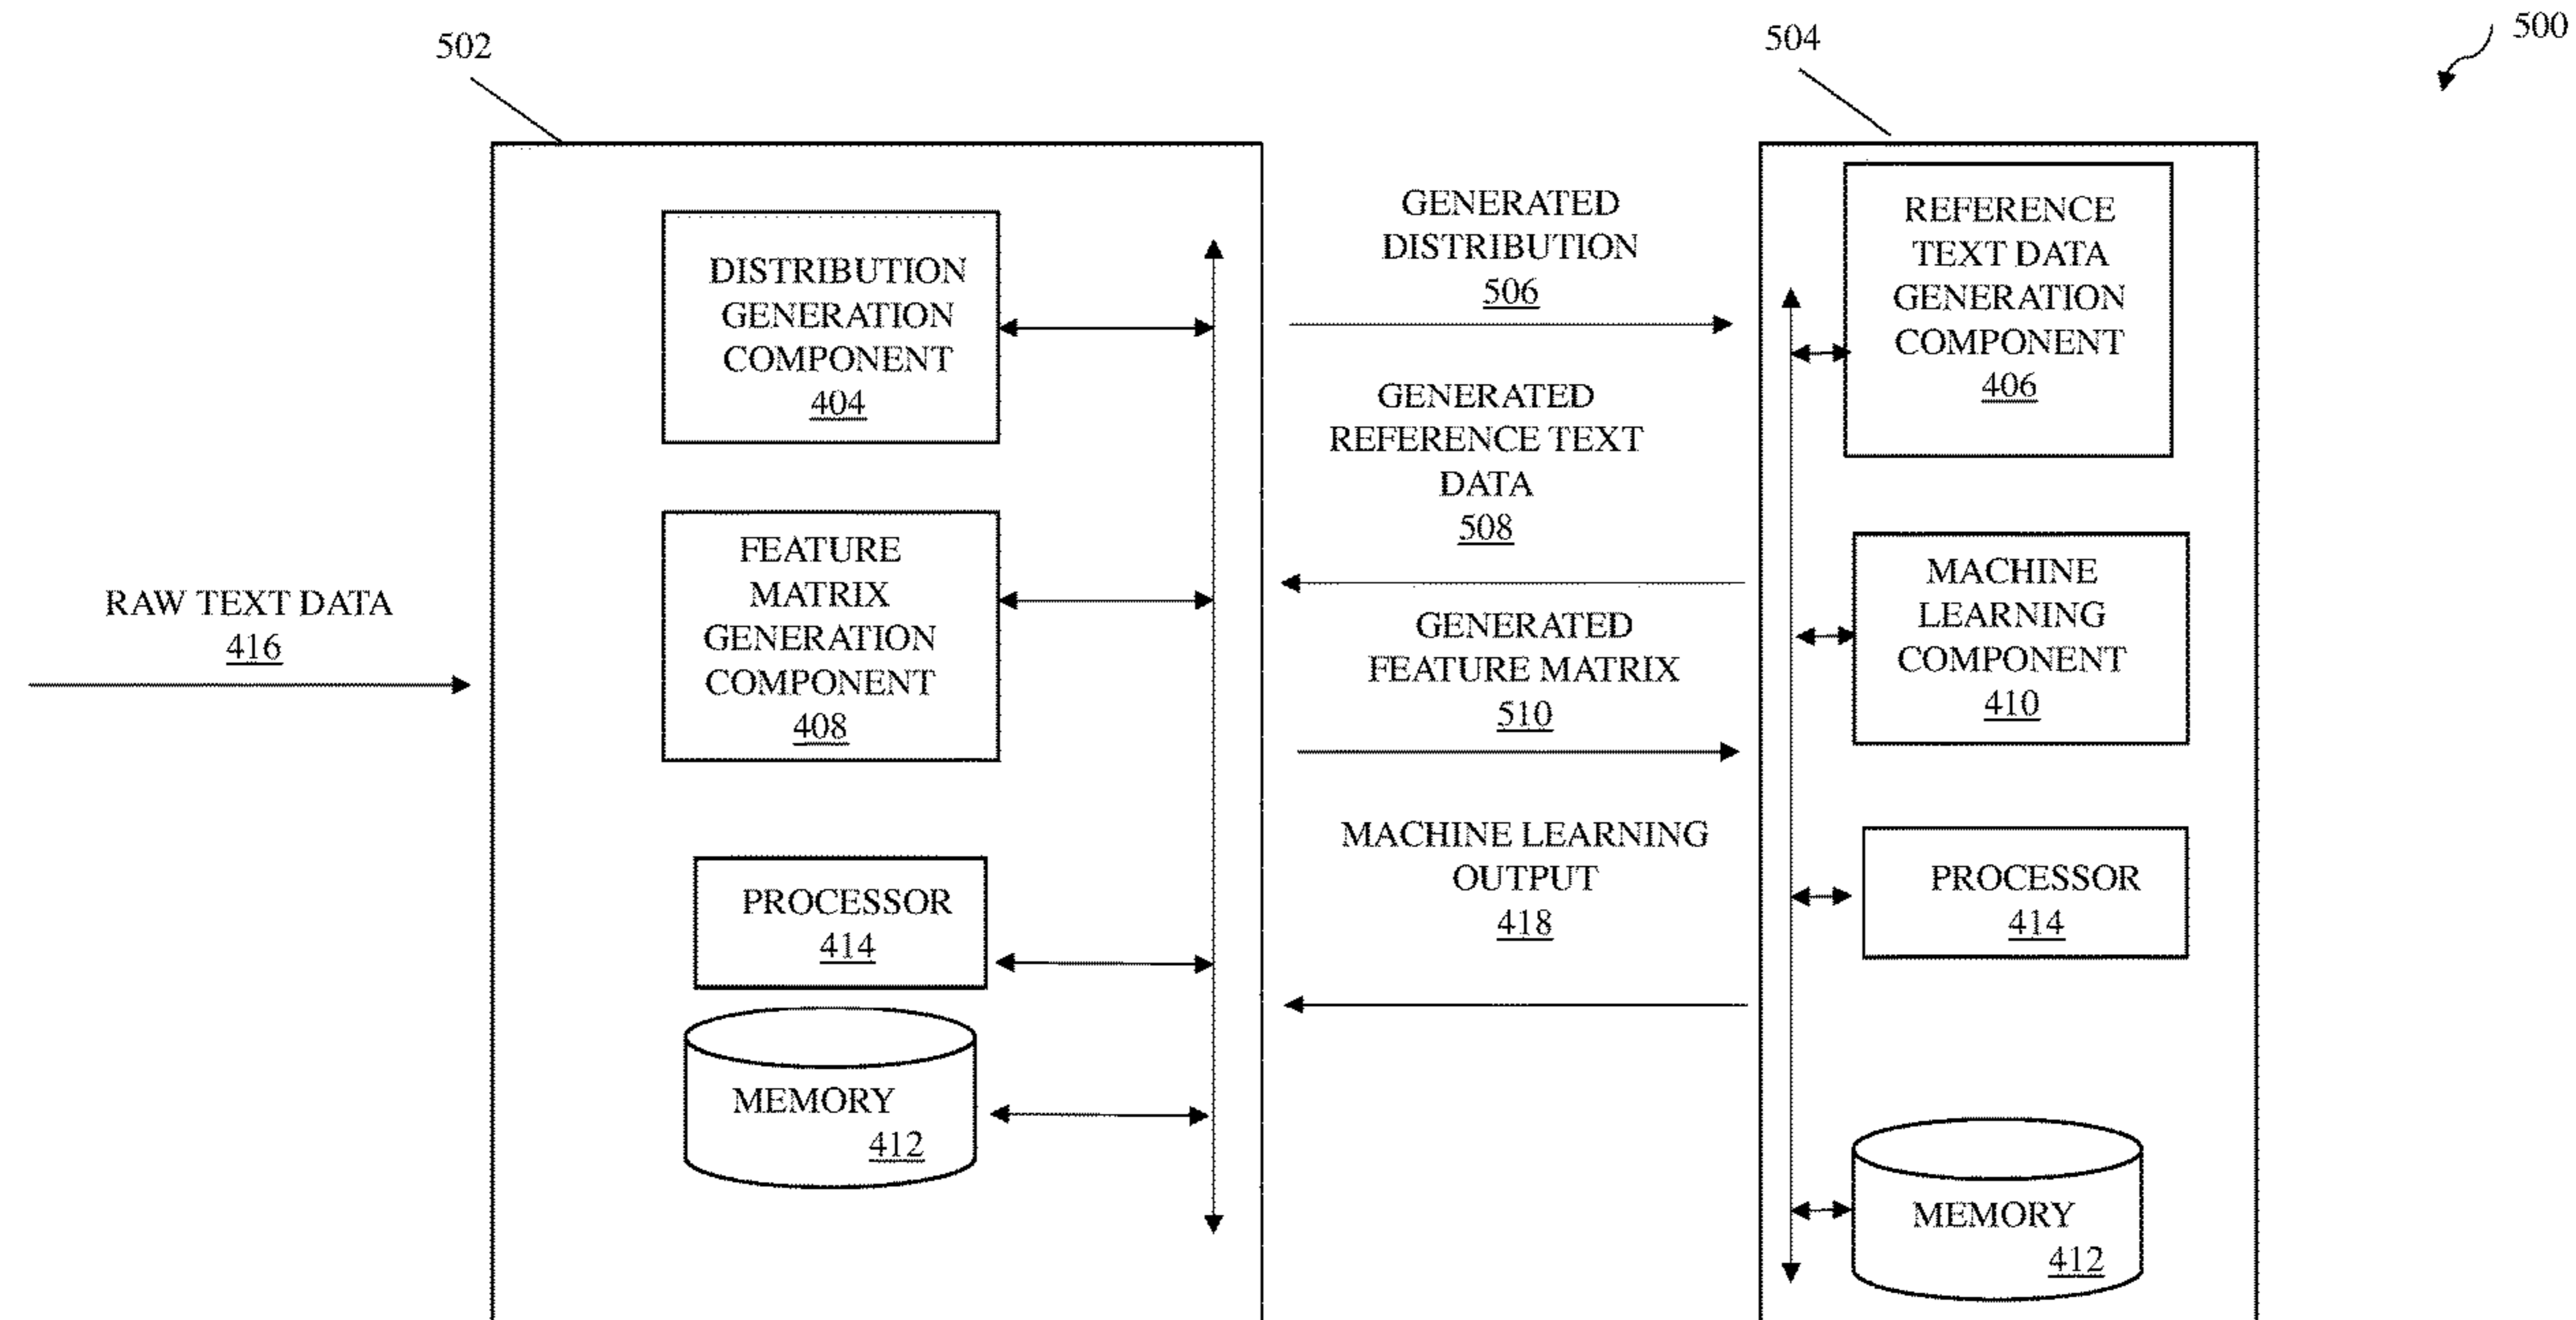 502
504
500
DISTRIBUTION
GENERATION
COMPONENT
404
FEATURE
MATRIX
GENERATION
COMPONENT
408
RAW TEXT DATA
416
PROCESSOR
414
MEMORY
412
GENERATED
DISTRIBUTION
506
GENERATED
REFERENCE TEXT
DATA
508
GENERATED
FEATURE MATRIX
510
MACHINE LEARNING
OUTPUT
418
REFERENCE
TEXT DATA
GENERATION
COMPONENT
406
MACHINE
LEARNING
COMPONENT
410
PROCESSOR
414
MEMORY
412